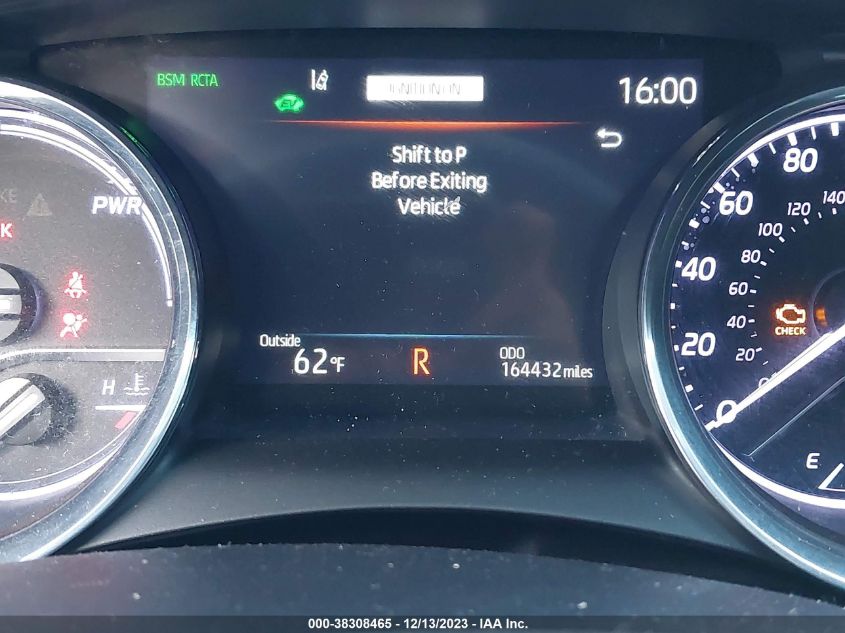 BSM RCTA
EV
IGNITION ON
16:00
Shift to P
Before Exiting
Vehicle
PWR
K
H
Outside
62°F
R
ODO
164432 miles
80
60
40
20
0
140
120
100
80
60
40
20
0
CHECK
E
000-38308465 - 12/13/2023 - IAA Inc.